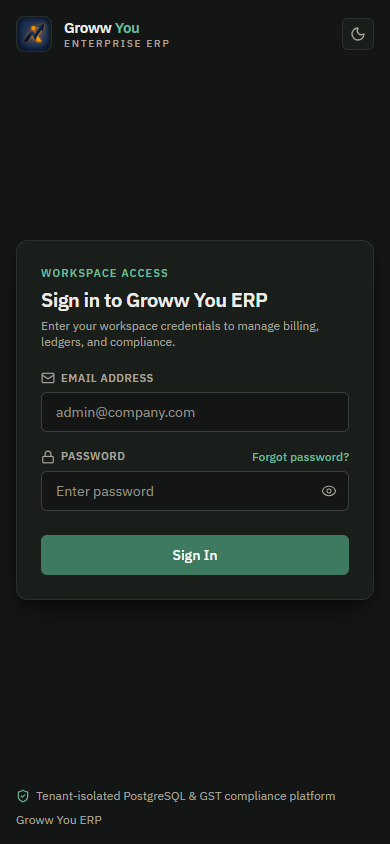 Groww You
ENTERPRISE ERP
WORKSPACE ACCESS
Sign in to Groww You ERP
Enter your workspace credentials to manage billing,
ledgers, and compliance.
EMAIL ADDRESS
admin@company.com
PASSWORD Forgot password?
Enter password
Sign In
Tenant-isolated PostgreSQL & GST compliance platform
Groww You ERP